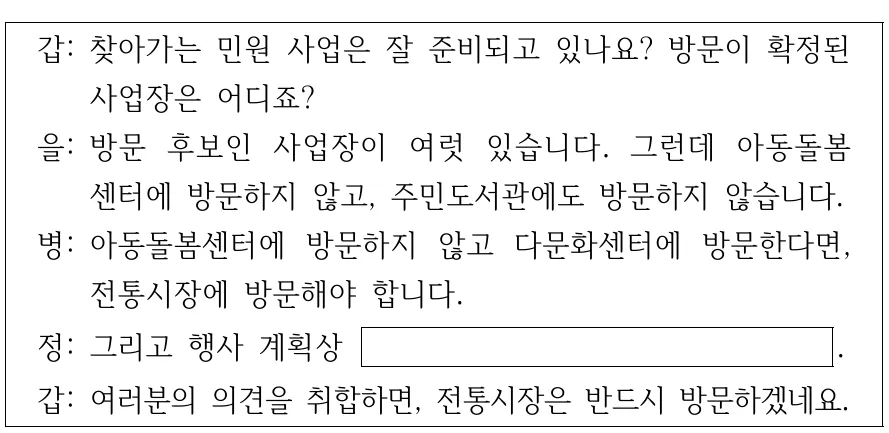 갑: 찾아가는 민원 사업은 잘 준비되고 있나요? 방문이 확정된
사업장은 어디죠?
을: 방문 후보인 사업장이 여럿 있습니다. 그런데 아동돌봄
센터에 방문하지 않고, 주민도서관에도 방문하지 않습니다.
병: 아동돌봄센터에 방문하지 않고 다문화센터에 방문한다면,
전통시장에 방문해야 합니다.
정: 그리고 행사 계획상 .
갑: 여러분의 의견을 취합하면, 전통시장은 반드시 방문하겠네요.